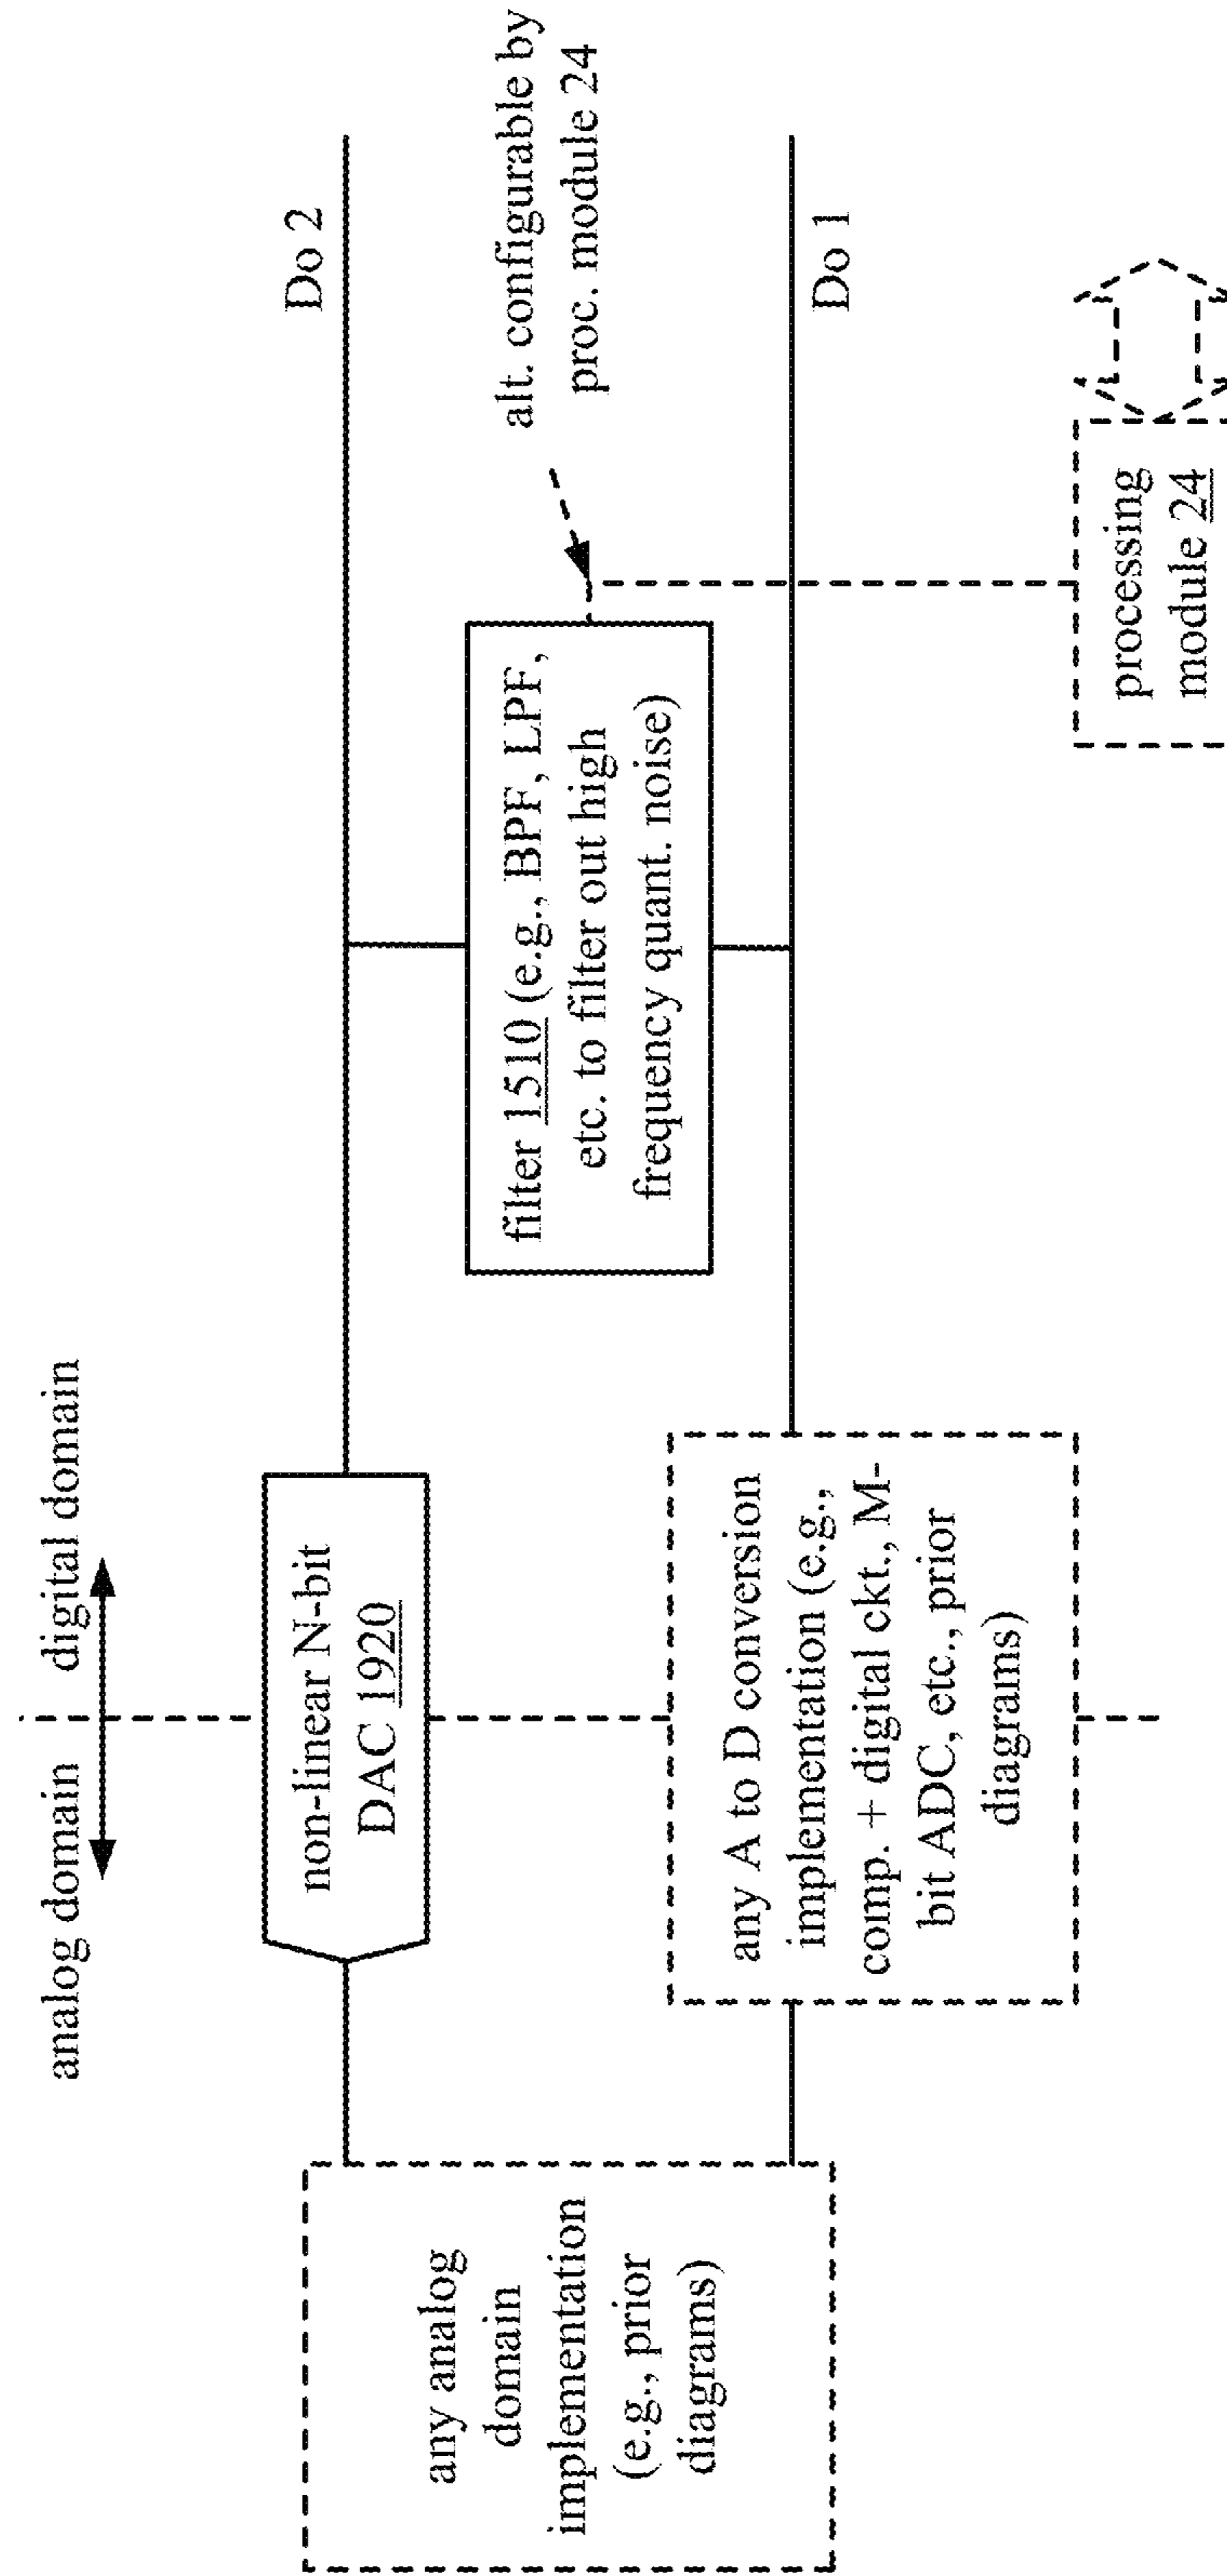 analog domain
digital domain
any analog
domain
implementation
(e.g., prior
diagrams)
non-linear N-bit
DAC 1920
Do 2
filter 1510 (e.g., BPF, LPF,
etc. to filter out high
frequency quant. noise)
alt. configurable by
proc. module 24
any A to D conversion
implementation (e.g.,
comp. + digital ckt., M-
bit ADC, etc., prior
diagrams)
Do 1
processing
module 24